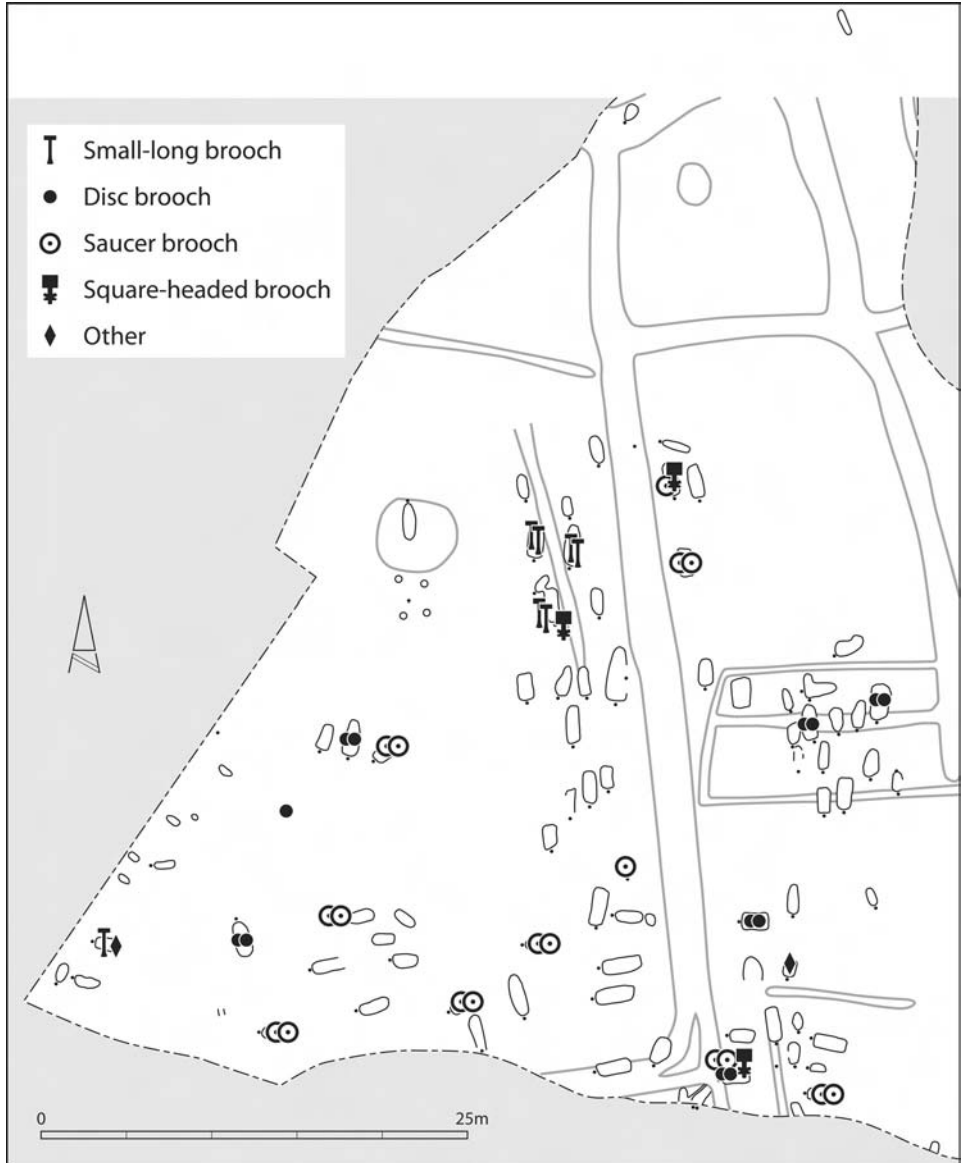 Small-long brooch
Disc brooch
Saucer brooch
Square-headed brooch
Other
0 25m